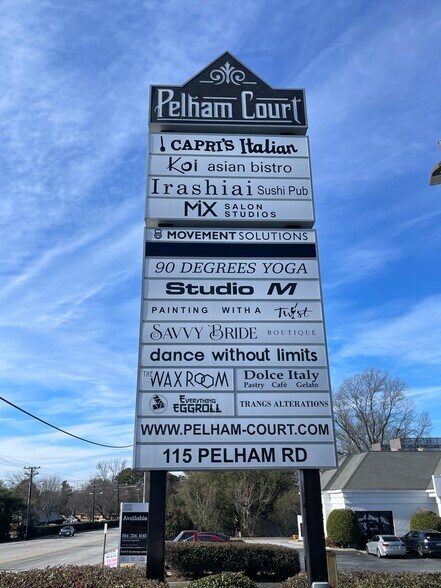 Pelham Court
CAPRI'S Italian
Koi asian bistro
Irashiai Sushi Pub
MiX SALON STUDIOS
MOVEMENT SOLUTIONS
90 DEGREES YOGA
Studio M
PAINTING WITH A Twist
SAVVY BRIDE BOUTIQUE
dance without limits
THE WAX ROOM
Dolce Italy
Pastry Café Gelato
EVERYTHING EGGROLL
TRANGS ALTERATIONS
WWW.PELHAM-COURT.COM
115 PELHAM RD
Available